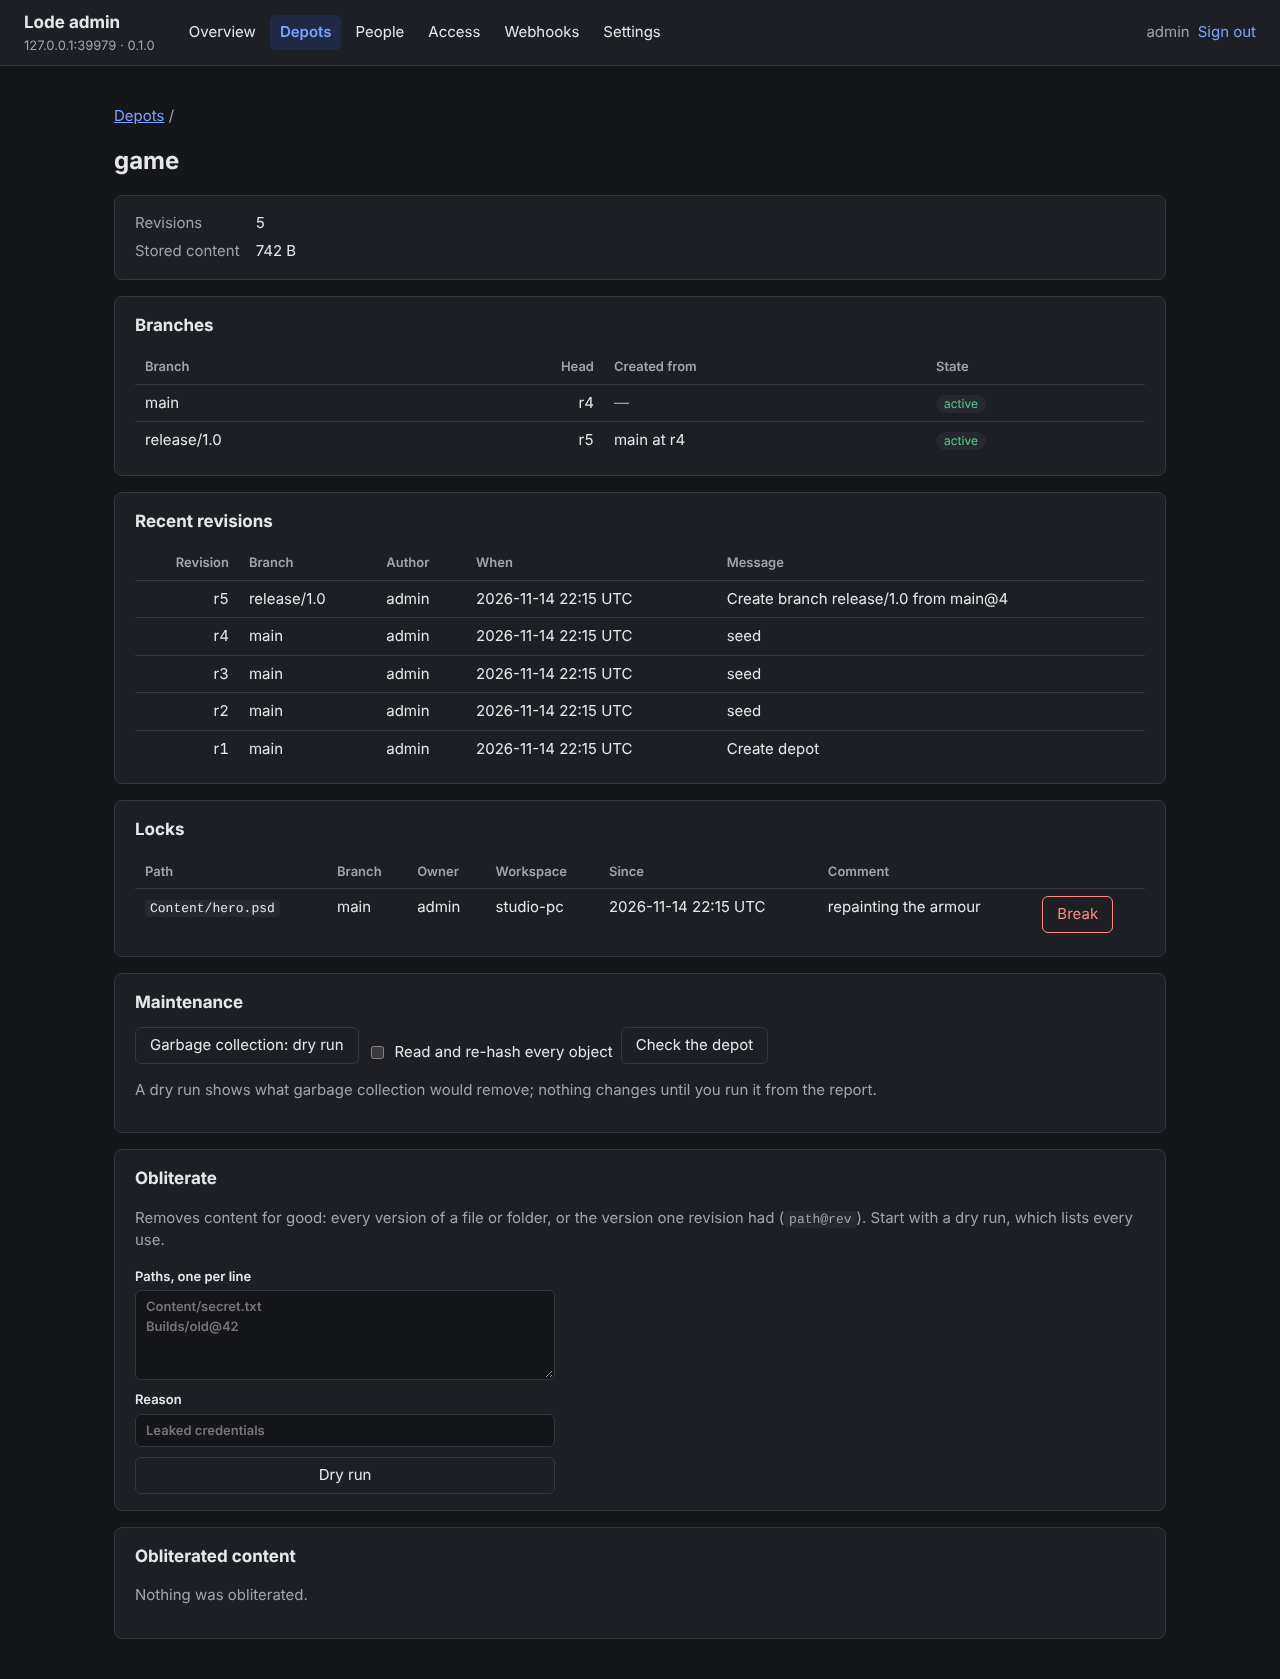 Lode admin
127.0.0.1:39979 · 0.1.0
Overview Depots People Access Webhooks Settings
admin Sign out
Depots /
game
Revisions 5
Stored content 742 B
Branches
Branch Head Created from State
main r4 — active
release/1.0 r5 main at r4 active
Recent revisions
Revision Branch Author When Message
r5 release/1.0 admin 2026-11-14 22:15 UTC Create branch release/1.0 from main@4
r4 main admin 2026-11-14 22:15 UTC seed
r3 main admin 2026-11-14 22:15 UTC seed
r2 main admin 2026-11-14 22:15 UTC seed
r1 main admin 2026-11-14 22:15 UTC Create depot
Locks
Path Branch Owner Workspace Since Comment
Content/hero.psd main admin studio-pc 2026-11-14 22:15 UTC repainting the armour Break
Maintenance
Garbage collection: dry run Read and re-hash every object Check the depot
A dry run shows what garbage collection would remove; nothing changes until you run it from the report.
Obliterate
Removes content for good: every version of a file or folder, or the version one revision had (path@rev). Start with a dry run, which lists every
use.
Paths, one per line
Content/secret.txt
Builds/old@42
Reason
Leaked credentials
Dry run
Obliterated content
Nothing was obliterated.